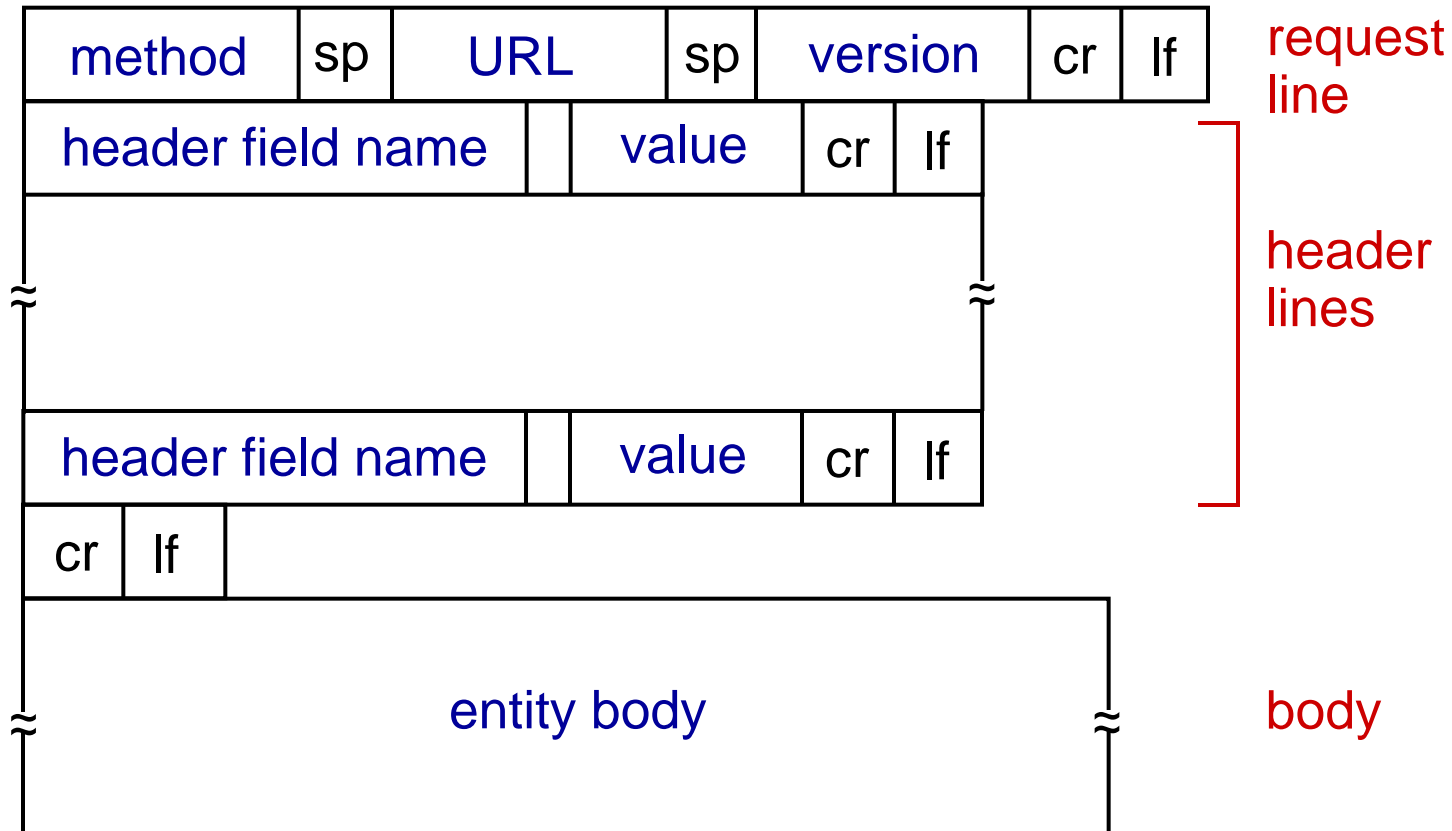 method sp URL sp version cr lf
request
line
header field name value cr lf
header
lines
header field name value cr lf
cr lf
entity body
body